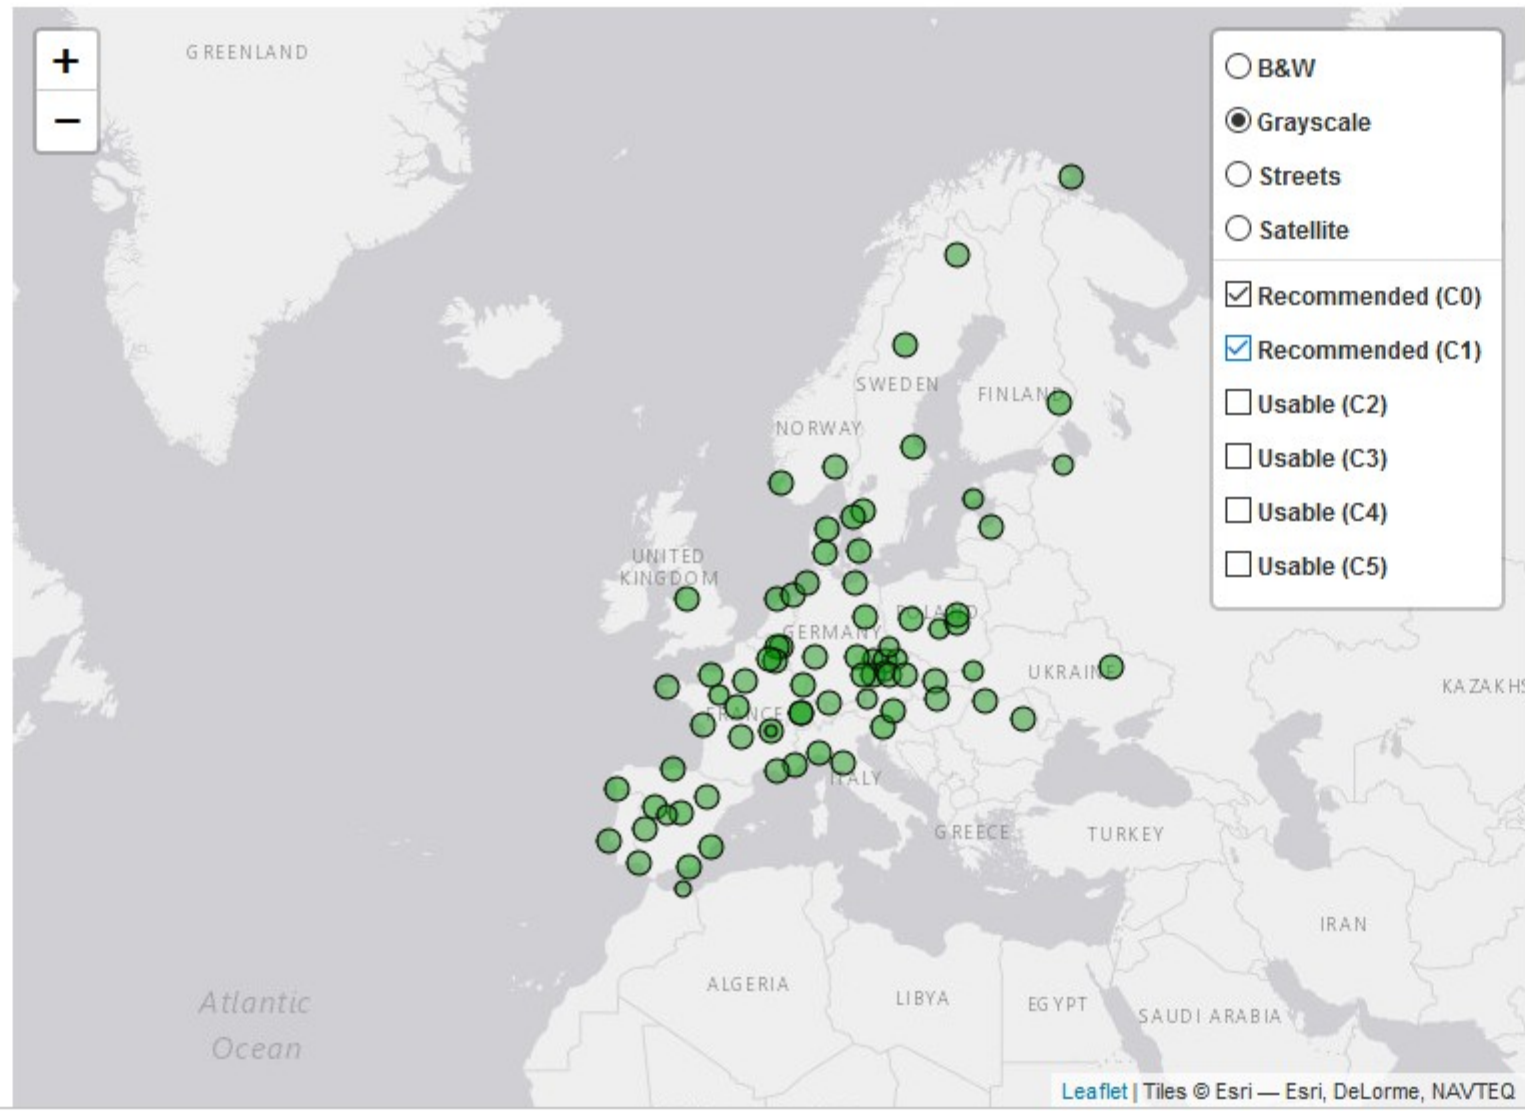 +
−
GREENLAND
B&W
Grayscale
Streets
Satellite
Recommended (C0)
Recommended (C1)
Usable (C2)
Usable (C3)
Usable (C4)
Usable (C5)
SWEDEN
FINLAND
NORWAY
UNITED
KINGDOM
POLAND
GERMANY
UKRAINE
KAZAKHS
FRANCE
ITALY
GREECE
TURKEY
IRAN
ALGERIA
LIBYA
EGYPT
SAUDI ARABIA
Atlantic
Ocean
Leaflet | Tiles © Esri — Esri, DeLorme, NAVTEQ